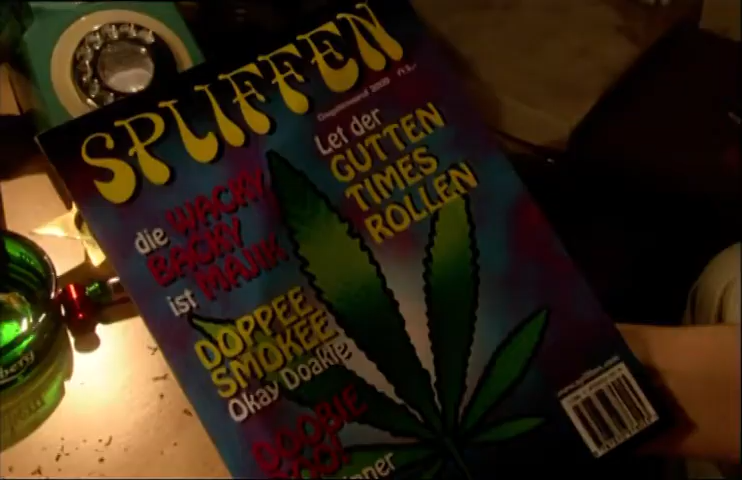 SPLIFFEN
Let der
GUTTEN
TIMES
ROLLEN
die WACKY
BACKY
ist MAJIK
DOPPEE
SMOKEE
Okay Doakie
DOOBIE